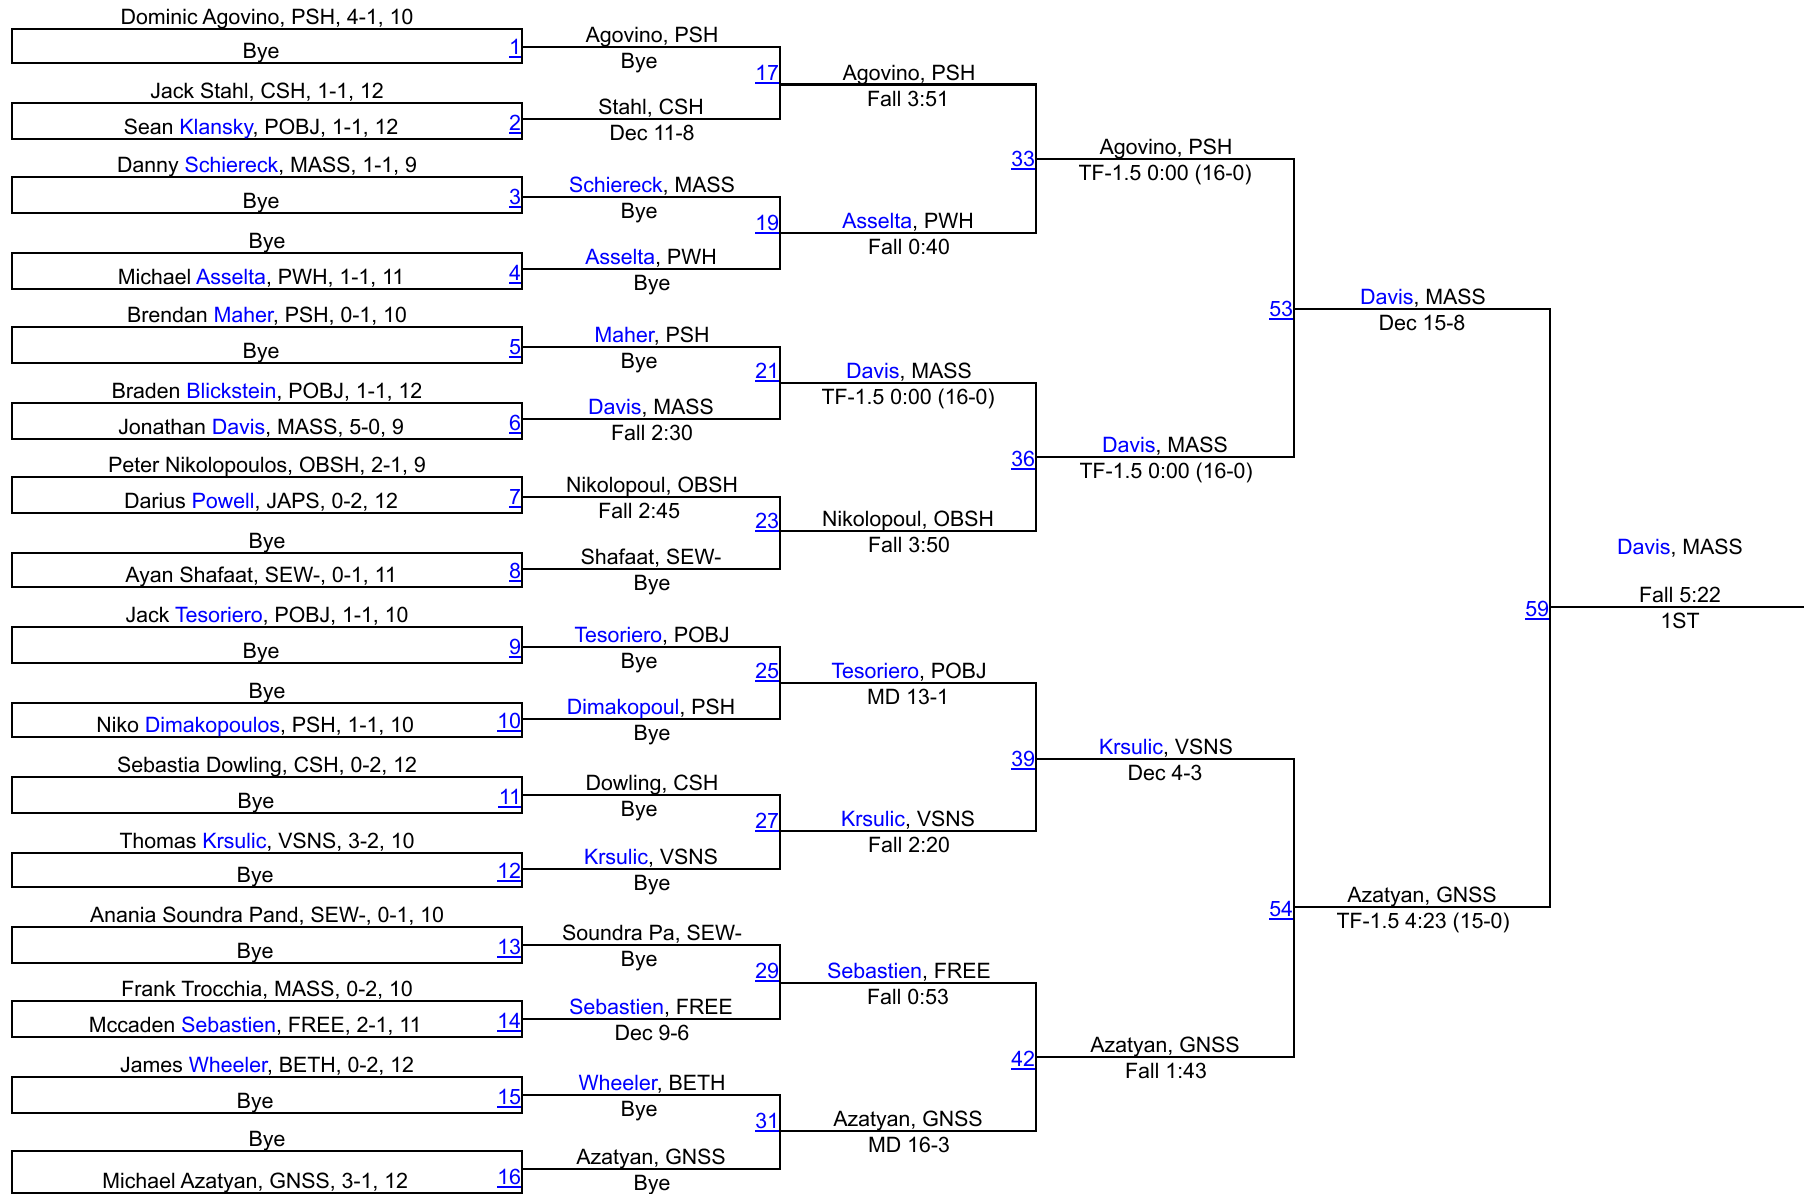 Dominic Agovino, PSH, 4-1, 10
Bye
1
Jack Stahl, CSH, 1-1, 12
Sean Klansky, POBJ, 1-1, 12
2
Danny Schiereck, MASS, 1-1, 9
Bye
3
Bye
Michael Asselta, PWH, 1-1, 11
4
Brendan Maher, PSH, 0-1, 10
Bye
5
Braden Blickstein, POBJ, 1-1, 12
Jonathan Davis, MASS, 5-0, 9
6
Peter Nikolopoulos, OBSH, 2-1, 9
Darius Powell, JAPS, 0-2, 12
7
Bye
Ayan Shafaat, SEW-, 0-1, 11
8
Jack Tesoriero, POBJ, 1-1, 10
Bye
9
Bye
Niko Dimakopoulos, PSH, 1-1, 10
10
Sebastia Dowling, CSH, 0-2, 12
Bye
11
Thomas Krsulic, VSNS, 3-2, 10
Bye
12
Anania Soundra Pand, SEW-, 0-1, 10
Bye
13
Frank Trocchia, MASS, 0-2, 10
Mccaden Sebastien, FREE, 2-1, 11
14
James Wheeler, BETH, 0-2, 12
Bye
15
Bye
Michael Azatyan, GNSS, 3-1, 12
16
Agovino, PSH
Bye
17
Stahl, CSH
Dec 11-8
Schiereck, MASS
Bye
19
Asselta, PWH
Bye
Maher, PSH
Bye
21
Davis, MASS
Fall 2:30
Nikolopoul, OBSH
Fall 2:45
23
Shafaat, SEW-
Bye
Tesoriero, POBJ
Bye
25
Dimakopoul, PSH
Bye
Dowling, CSH
Bye
27
Krsulic, VSNS
Bye
Soundra Pa, SEW-
Bye
29
Sebastien, FREE
Dec 9-6
Wheeler, BETH
Bye
31
Azatyan, GNSS
Bye
Agovino, PSH
Fall 3:51
33
Asselta, PWH
Fall 0:40
Davis, MASS
TF-1.5 0:00 (16-0)
36
Nikolopoul, OBSH
Fall 3:50
Tesoriero, POBJ
MD 13-1
39
Krsulic, VSNS
Fall 2:20
Sebastien, FREE
Fall 0:53
42
Azatyan, GNSS
MD 16-3
Agovino, PSH
TF-1.5 0:00 (16-0)
53
Davis, MASS
TF-1.5 0:00 (16-0)
Krsulic, VSNS
Dec 4-3
54
Azatyan, GNSS
Fall 1:43
Davis, MASS
Dec 15-8
59
Azatyan, GNSS
TF-1.5 4:23 (15-0)
Davis, MASS
Fall 5:22
1ST